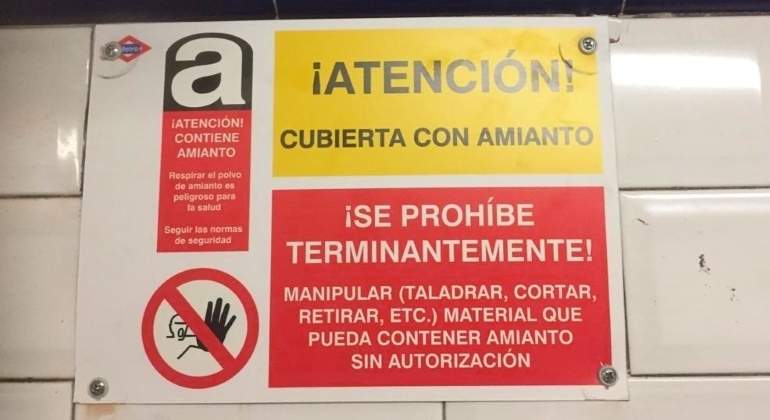 Metro
a
¡ATENCIÓN!
CONTIENE
AMIANTO
Respirar el polvo
de amianto es
peligroso para
la salud
Seguir las normas
de seguridad
¡ATENCIÓN!
CUBIERTA CON AMIANTO
¡SE PROHÍBE
TERMINANTEMENTE!
MANIPULAR (TALADRAR, CORTAR,
RETIRAR, ETC.) MATERIAL QUE
PUEDA CONTENER AMIANTO
SIN AUTORIZACIÓN